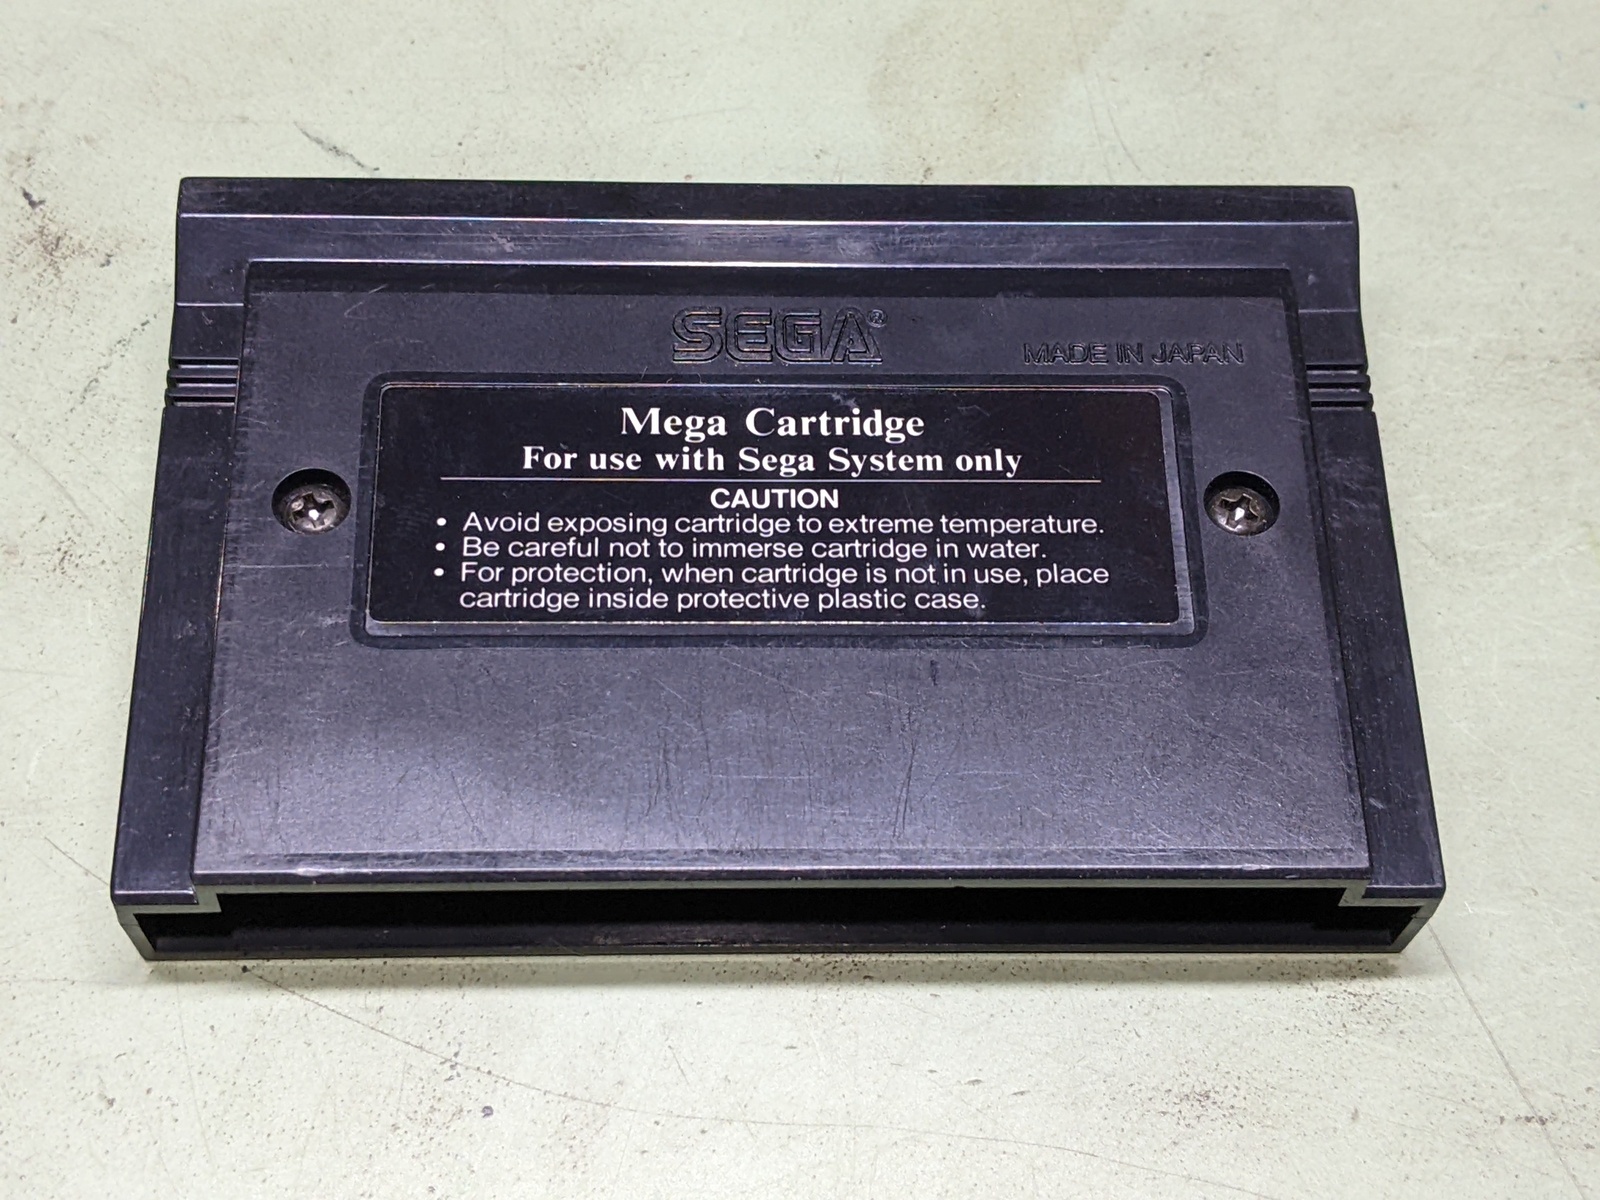 SEGA®
MADE IN JAPAN
Mega Cartridge
For use with Sega System only
CAUTION
• Avoid exposing cartridge to extreme temperature.
• Be careful not to immerse cartridge in water.
• For protection, when cartridge is not in use, place
cartridge inside protective plastic case.